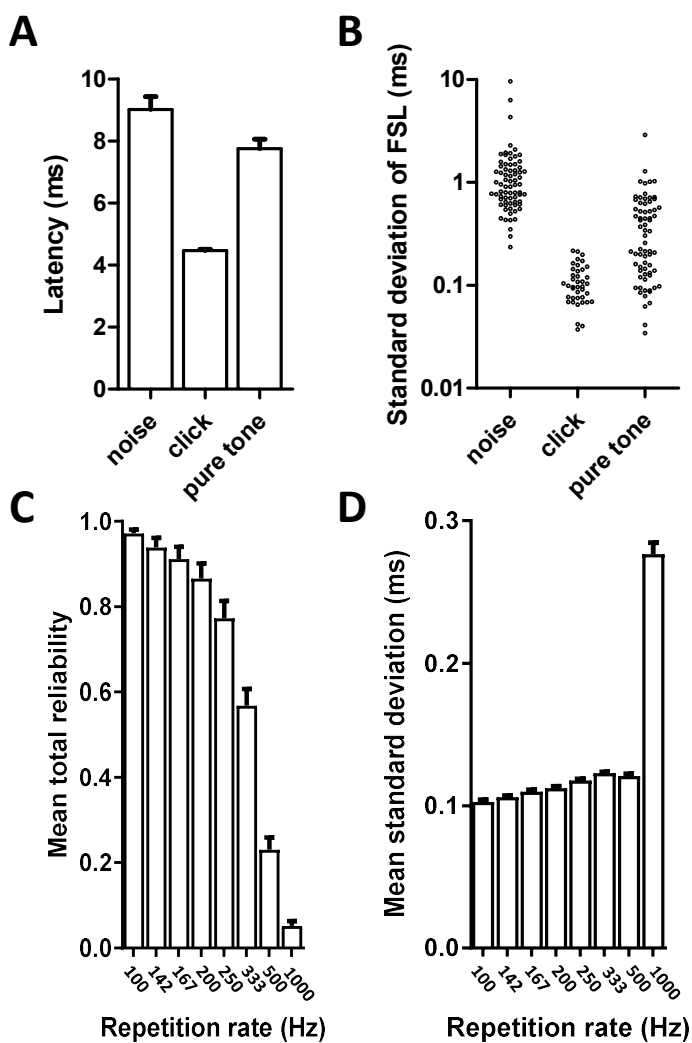 A
Latency (ms)
10
8
6
4
2
0
noise
click
pure tone
B
Standard deviation of FSL (ms)
10
1
0.1
0.01
noise
click
pure tone
C
Mean total reliability
1.0
0.8
0.6
0.4
0.2
0.0
100
142
167
200
250
333
500
1000
Repetition rate (Hz)
D
Mean standard deviation (ms)
0.3
0.2
0.1
0.0
100
142
167
200
250
333
500
1000
Repetition rate (Hz)